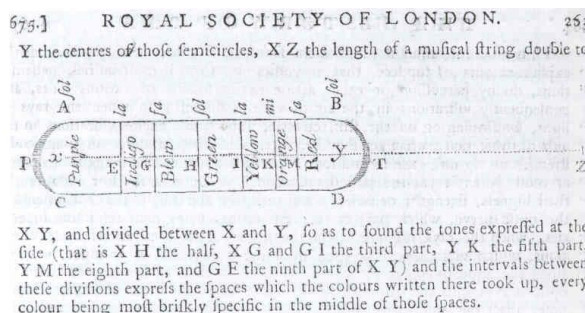 675.] ROYAL SOCIETY OF LONDON.
Y the centres of thoſe ſemicircles, X Z the length of a muſical ſtring double to
ſol la fa ſol la mi fa ſol
A B
P x Purple Indico E G Blew H Green I Yellow K orange Red Y T Z
C D
X Y, and divided between X and Y, ſo as to ſound the tones expreſſed at the
ſide (that is X H the half, X G and G I the third part, Y K the fifth part,
Y M the eighth part, and G E the ninth part of X Y) and the intervals between
theſe diviſions expreſs the ſpaces which the colours written there took up, every
colour being moſt briſkly ſpecific in the middle of thoſe ſpaces.